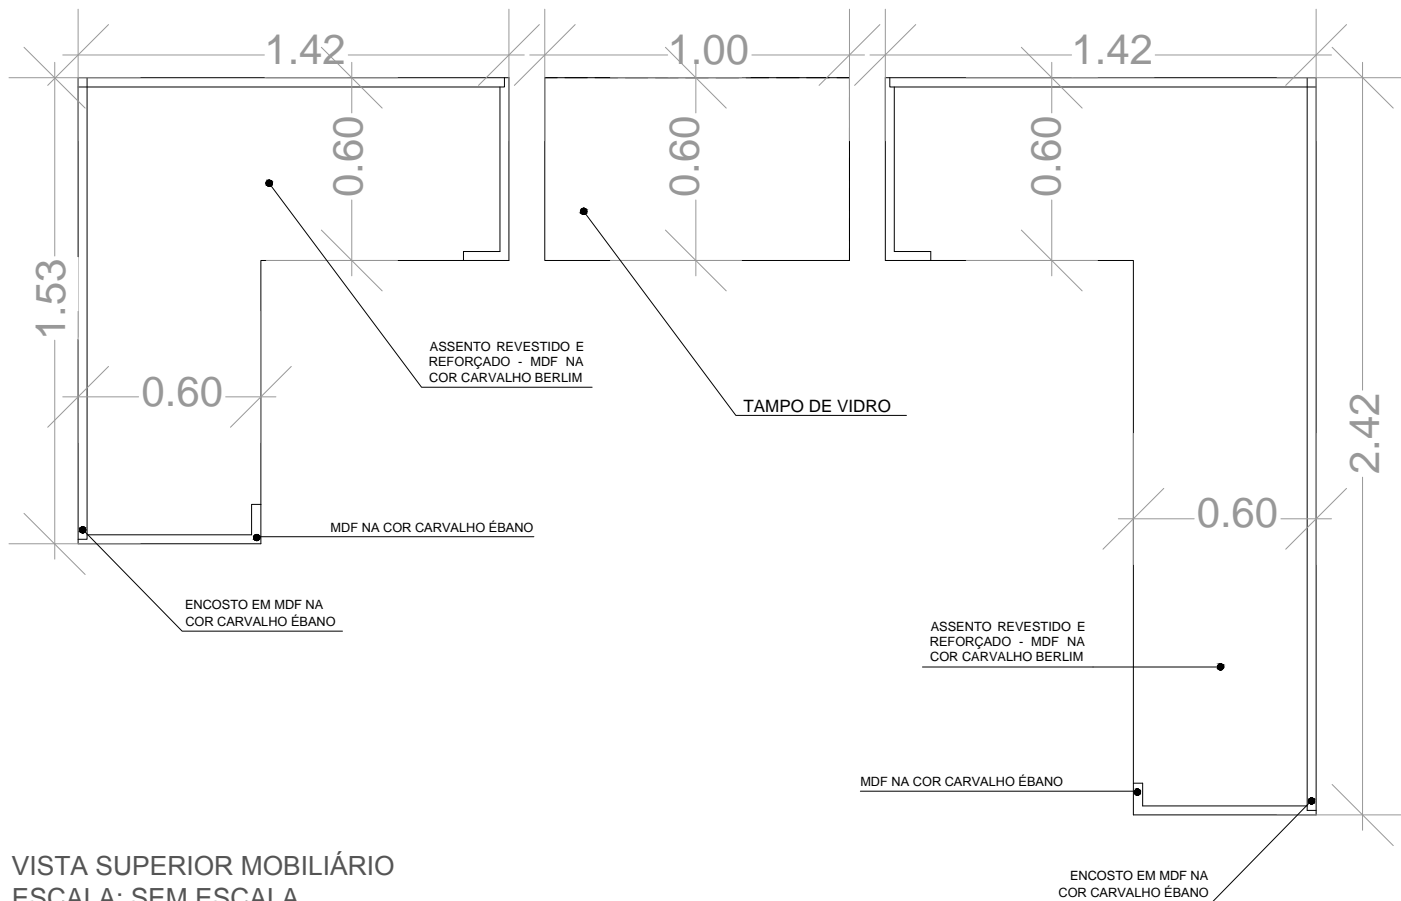 1.42
1.00
1.42
0.60
0.60
0.60
1.53
0.60
ASSENTO REVESTIDO E
REFORÇADO - MDF NA
COR CARVALHO BERLIM
TAMPO DE VIDRO
2.42
0.60
MDF NA COR CARVALHO ÉBANO
ENCOSTO EM MDF NA
COR CARVALHO ÉBANO
ASSENTO REVESTIDO E
REFORÇADO - MDF NA
COR CARVALHO BERLIM
MDF NA COR CARVALHO ÉBANO
ENCOSTO EM MDF NA
COR CARVALHO ÉBANO
VISTA SUPERIOR MOBILIÁRIO
ESCALA: SEM ESCALA